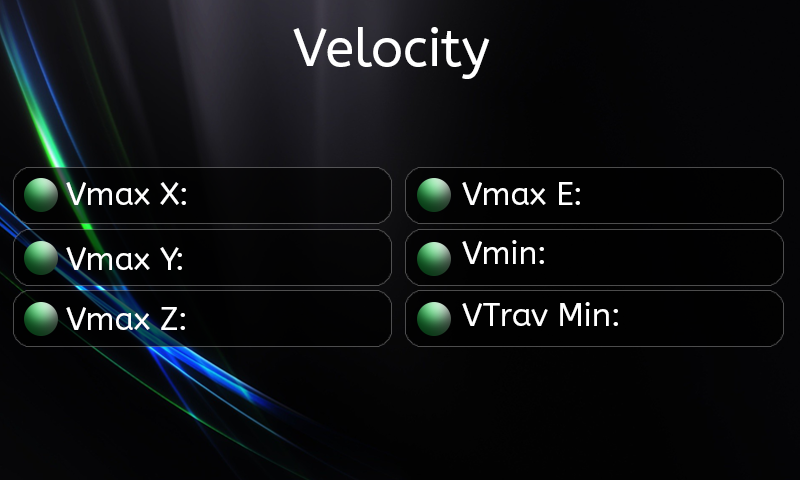 Velocity
Vmax X:
Vmax E:
Vmax Y:
Vmin:
Vmax Z:
VTrav Min: